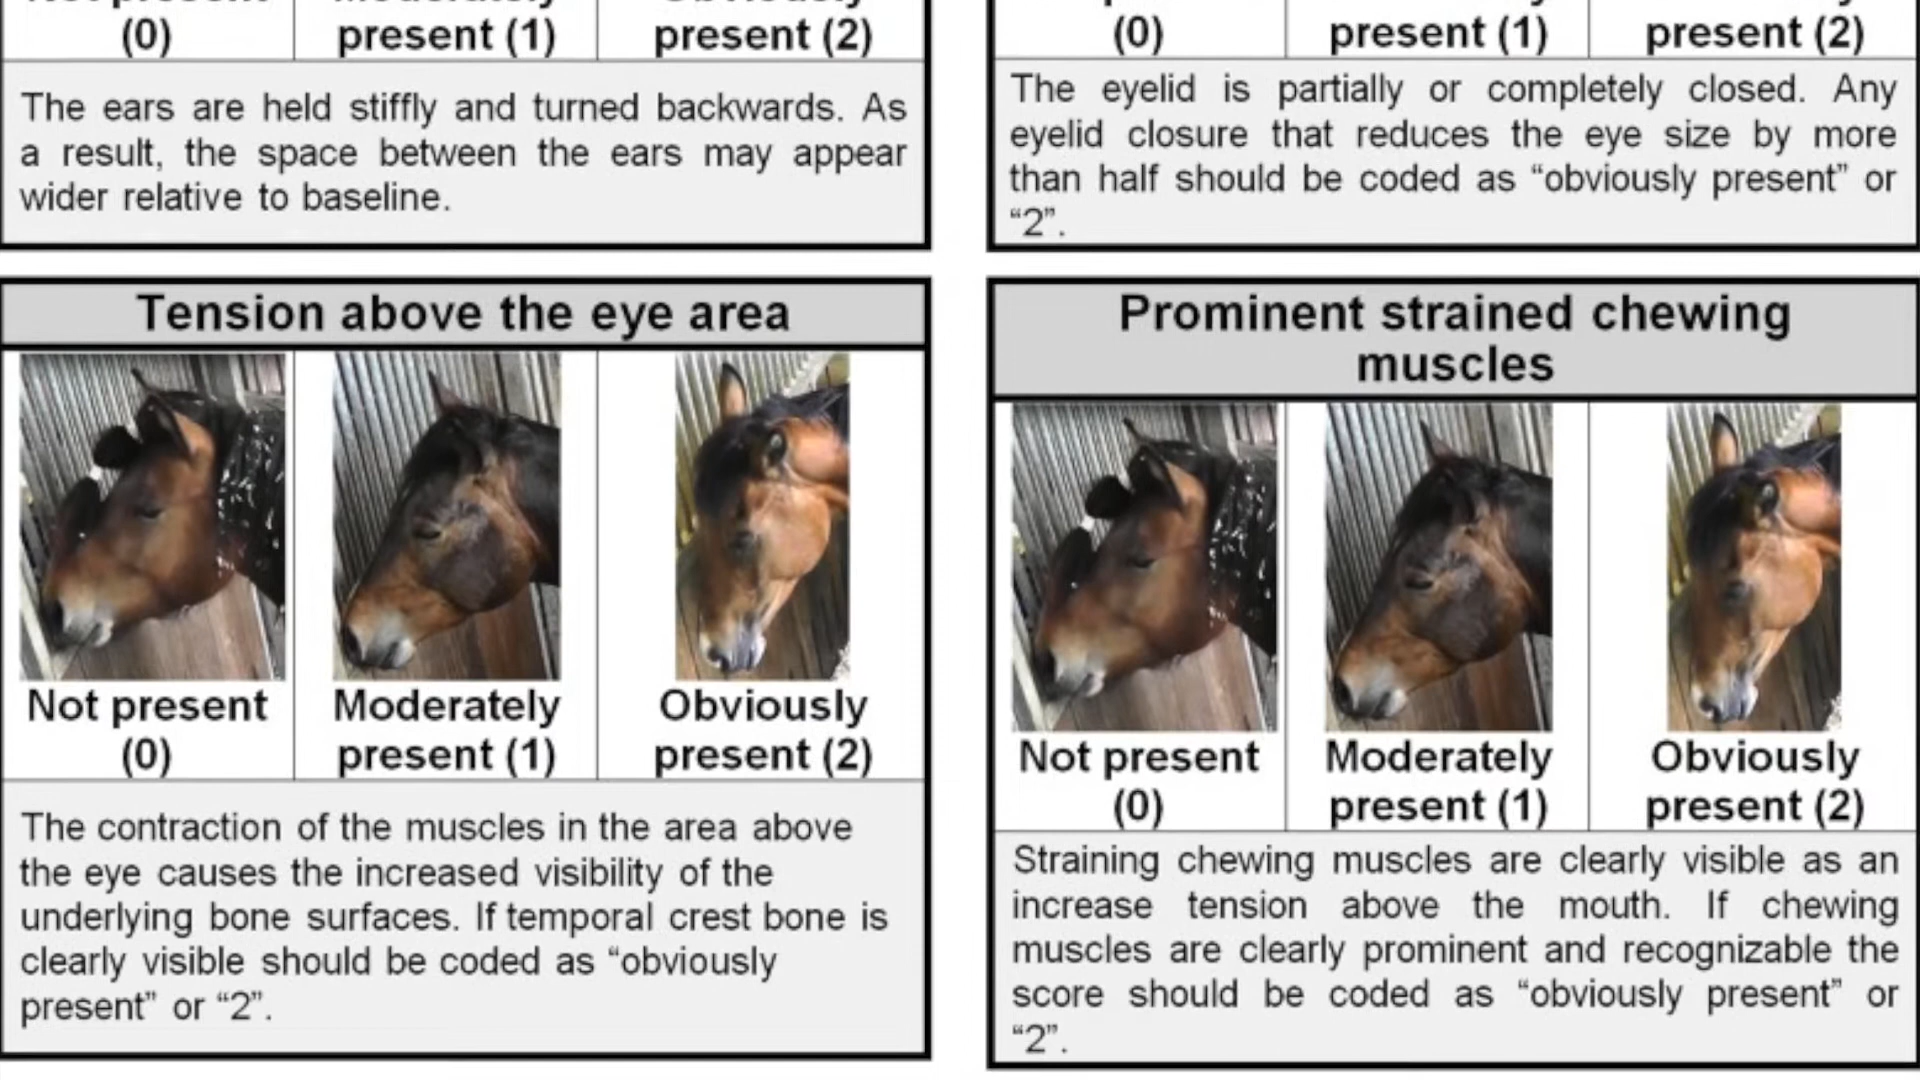 (0)
present (1)
present (2)
The ears are held stiffly and turned backwards. As
a result, the space between the ears may appear
wider relative to baseline.
(0)
present (1)
present (2)
The eyelid is partially or completely closed. Any
eyelid closure that reduces the eye size by more
than half should be coded as “obviously present” or
“2”.
Tension above the eye area
Not present
(0)
Moderately
present (1)
Obviously
present (2)
The contraction of the muscles in the area above
the eye causes the increased visibility of the
underlying bone surfaces. If temporal crest bone is
clearly visible should be coded as “obviously
present” or “2”.
Prominent strained chewing
muscles
Not present
(0)
Moderately
present (1)
Obviously
present (2)
Straining chewing muscles are clearly visible as an
increase tension above the mouth. If chewing
muscles are clearly prominent and recognizable the
score should be coded as “obviously present” or
“2”.